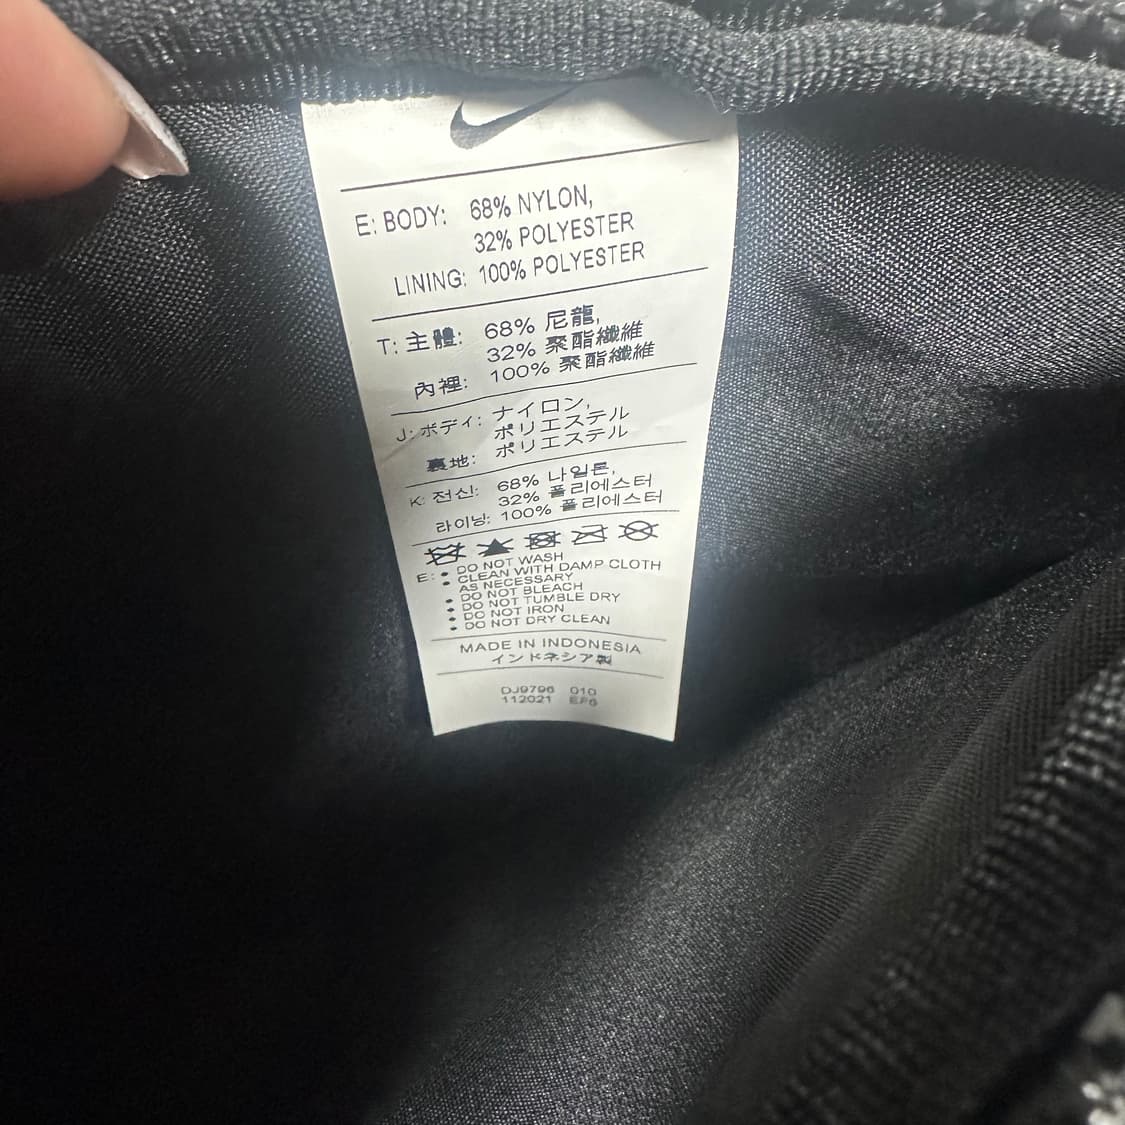 E: BODY: 68% NYLON,
32% POLYESTER
LINING: 100% POLYESTER
T: 主體: 68% 尼龍,
32% 聚酯纖維
內裡: 100% 聚酯纖維
J: ボディ: ナイロン,
ポリエステル
裏地: ポリエステル
K: 전신: 68% 나일론,
32% 폴리에스터
라이닝: 100% 폴리에스터
E: • DO NOT WASH
• CLEAN WITH DAMP CLOTH
AS NECESSARY
• DO NOT BLEACH
• DO NOT TUMBLE DRY
• DO NOT IRON
• DO NOT DRY CLEAN
MADE IN INDONESIA
インドネシア製
DJ9796 010
112021 EF6